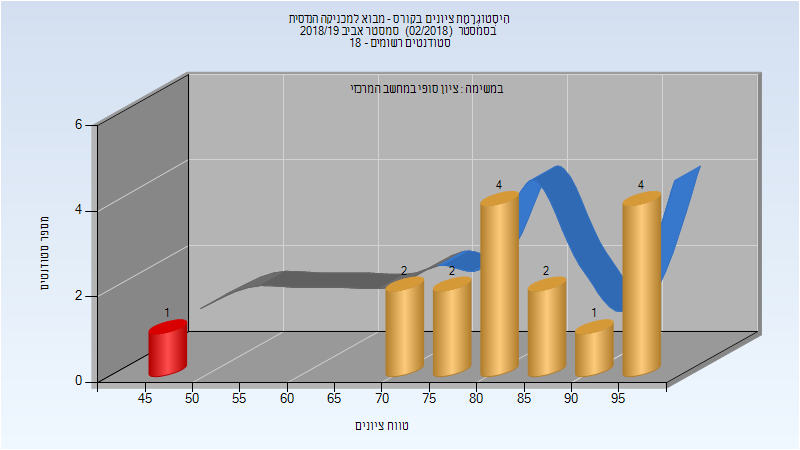 היסטוגרמת ציונים בקורס - מבוא למכניקה הנדסית
בסמסטר (02/2018) סמסטר אביב 2018/19
סטודנטים רשומים - 18
במשימה : ציון סופי במחשב המרכזי
מספר סטודנטים
6
4
2
0
1
2
2
4
2
1
4
45 50 55 60 65 70 75 80 85 90 95
טווח ציונים